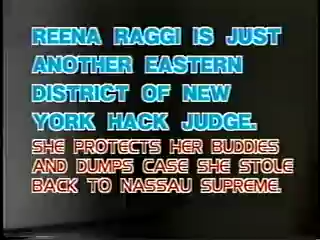 REENA RAGGI IS JUST
ANOTHER EASTERN
DISTRICT OF NEW
YORK HACK JUDGE.
SHE PROTECTS HER BUDDIES
AND DUMPS CASE SHE STOLE
BACK TO NASSAU SUPREME.